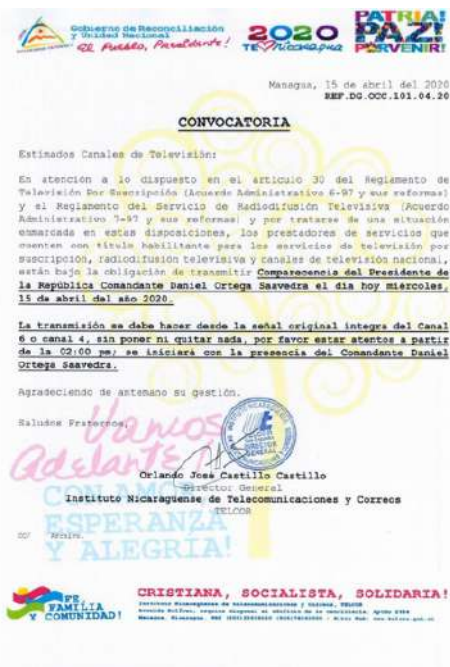 Gobierno de Reconciliación
y Unidad Nacional
El Pueblo, Presidente!
2020
TE Nicaragua
PATRIA!
PAZ!
PORVENIR!
Managua, 15 de abril del 2020
REF.DG.OCC.101.04.20
CONVOCATORIA
Estimados Canales de Televisión:
En atención a lo dispuesto en el artículo 30 del Reglamento de
Televisión Por Suscripción (Acuerdo Administrativo 6-97 y sus reformas)
y el Reglamento del Servicio de Radiodifusión Televisiva (Acuerdo
Administrativo 7-97 y sus reformas) y por tratarse de una situación
enmarcada en estas disposiciones, los prestadores de servicios que
cuenten con título habilitante para los servicios de televisión por
suscripción, radiodifusión televisiva y canales de televisión nacional,
están bajo la obligación de transmitir Comparecencia del Presidente de
la República Comandante Daniel Ortega Saavedra el día hoy miércoles,
15 de abril del año 2020.
La transmisión se debe hacer desde la señal original integra del Canal
6 o canal 4, sin poner ni quitar nada, por favor estar atentos a partir
de la 02:00 pm; se iniciará con la presencia del Comandante Daniel
Ortega Saavedra.
Agradeciendo de antemano su gestión.
Saludos Fraternos,
Vamos
adelante!
DIRECTOR
GENERAL
Orlando José Castillo Castillo
Director General
Instituto Nicaraguense de Telecomunicaciones y Correos
TELCOR
CON AMOR
ESPERANZA
Y ALEGRÍA!
Archivo.
FE,
FAMILIA
Y COMUNIDAD!
CRISTIANA, SOCIALISTA, SOLIDARIA!